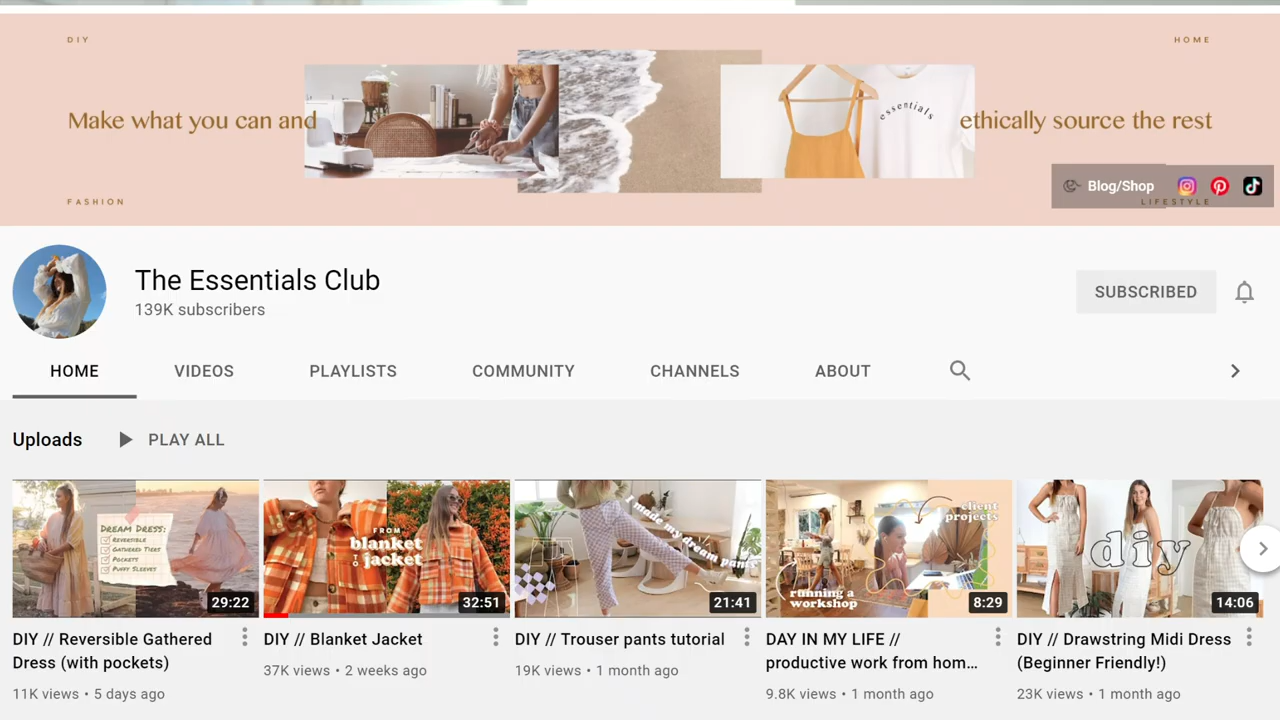 DIY
HOME
Make what you can and
essentials
ethically source the rest
Blog/Shop
FASHION
LIFESTYLE
The Essentials Club
139K subscribers
SUBSCRIBED
HOME VIDEOS PLAYLISTS COMMUNITY CHANNELS ABOUT
Uploads PLAY ALL
DREAM DRESS:
REVERSIBLE
GATHERED TIERS
POCKETS
PUFF SLEEVES
29:22
DIY // Reversible Gathered
Dress (with pockets)
11K views • 5 days ago
FROM
blanket
to jacket
32:51
DIY // Blanket Jacket
37K views • 2 weeks ago
i made my dream pants
21:41
DIY // Trouser pants tutorial
19K views • 1 month ago
client
projects
running a
workshop
8:29
DAY IN MY LIFE //
productive work from hom...
9.8K views • 1 month ago
diy
14:06
DIY // Drawstring Midi Dress
(Beginner Friendly!)
23K views • 1 month ago